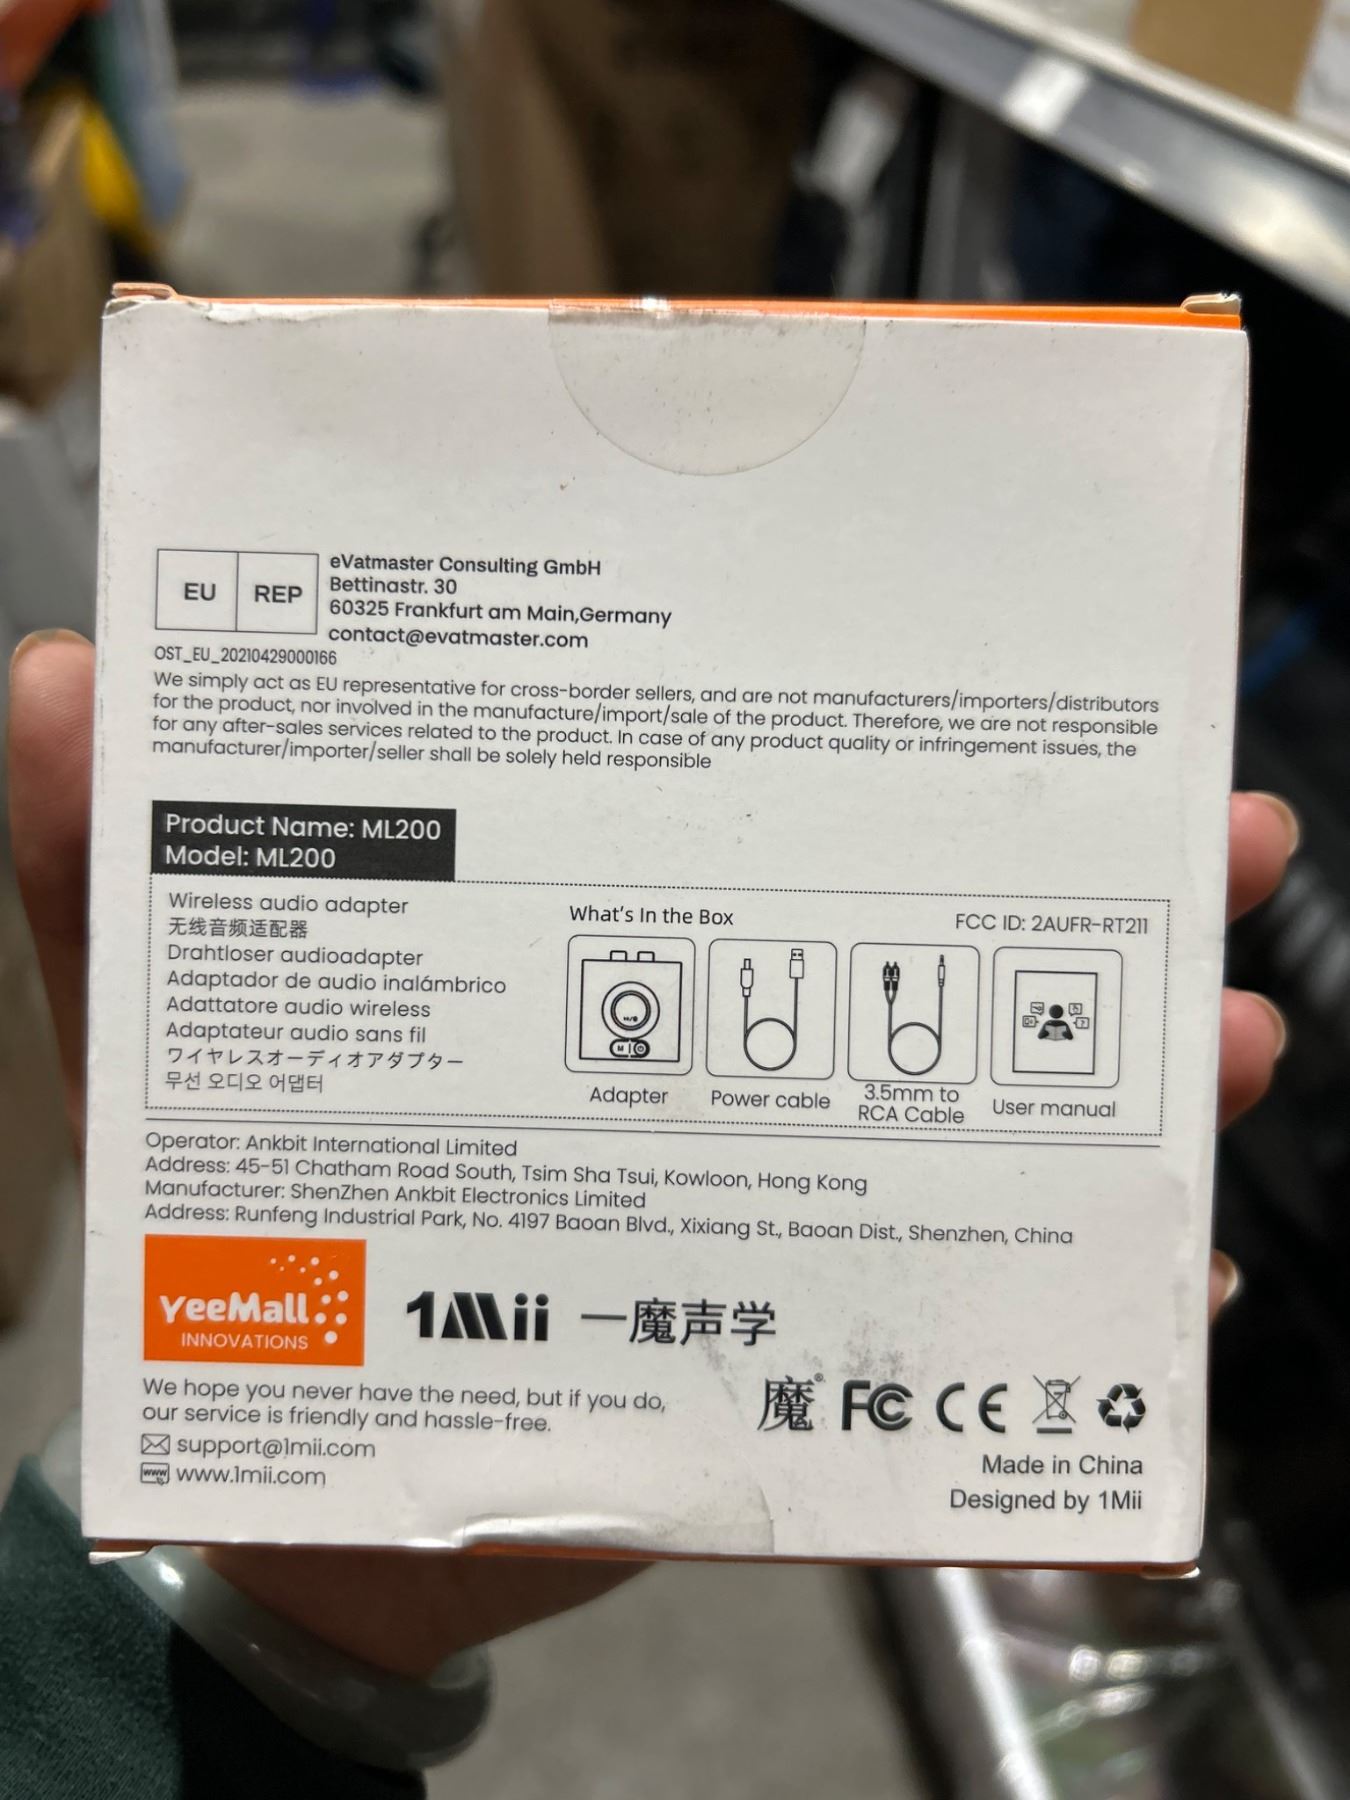 EU REP
eVatmaster Consulting GmbH
Bettinastr. 30
60325 Frankfurt am Main,Germany
contact@evatmaster.com
OST_EU_20210429000166
We simply act as EU representative for cross-border sellers, and are not manufacturers/importers/distributors
for the product, nor involved in the manufacture/import/sale of the product. Therefore, we are not responsible
for any after-sales services related to the product. In case of any product quality or infringement issues, the
manufacturer/importer/seller shall be solely held responsible
Product Name: ML200
Model: ML200
Wireless audio adapter
无线音频适配器
Drahtloser audioadapter
Adaptador de audio inalámbrico
Adattatore audio wireless
Adaptateur audio sans fil
ワイヤレスオーディオアダプター
무선 오디오 어댑터
What's In the Box
FCC ID: 2AUFR-RT211
Adapter
Power cable
3.5mm to
RCA Cable
User manual
Operator: Ankbit International Limited
Address: 45-51 Chatham Road South, Tsim Sha Tsui, Kowloon, Hong Kong
Manufacturer: ShenZhen Ankbit Electronics Limited
Address: Runfeng Industrial Park, No. 4197 Baoan Blvd., Xixiang St., Baoan Dist., Shenzhen, China
YeeMall
INNOVATIONS
1Mii 一魔声学
We hope you never have the need, but if you do,
our service is friendly and hassle-free.
support@1mii.com
www www.1mii.com
魔® FC CE
Made in China
Designed by 1Mii